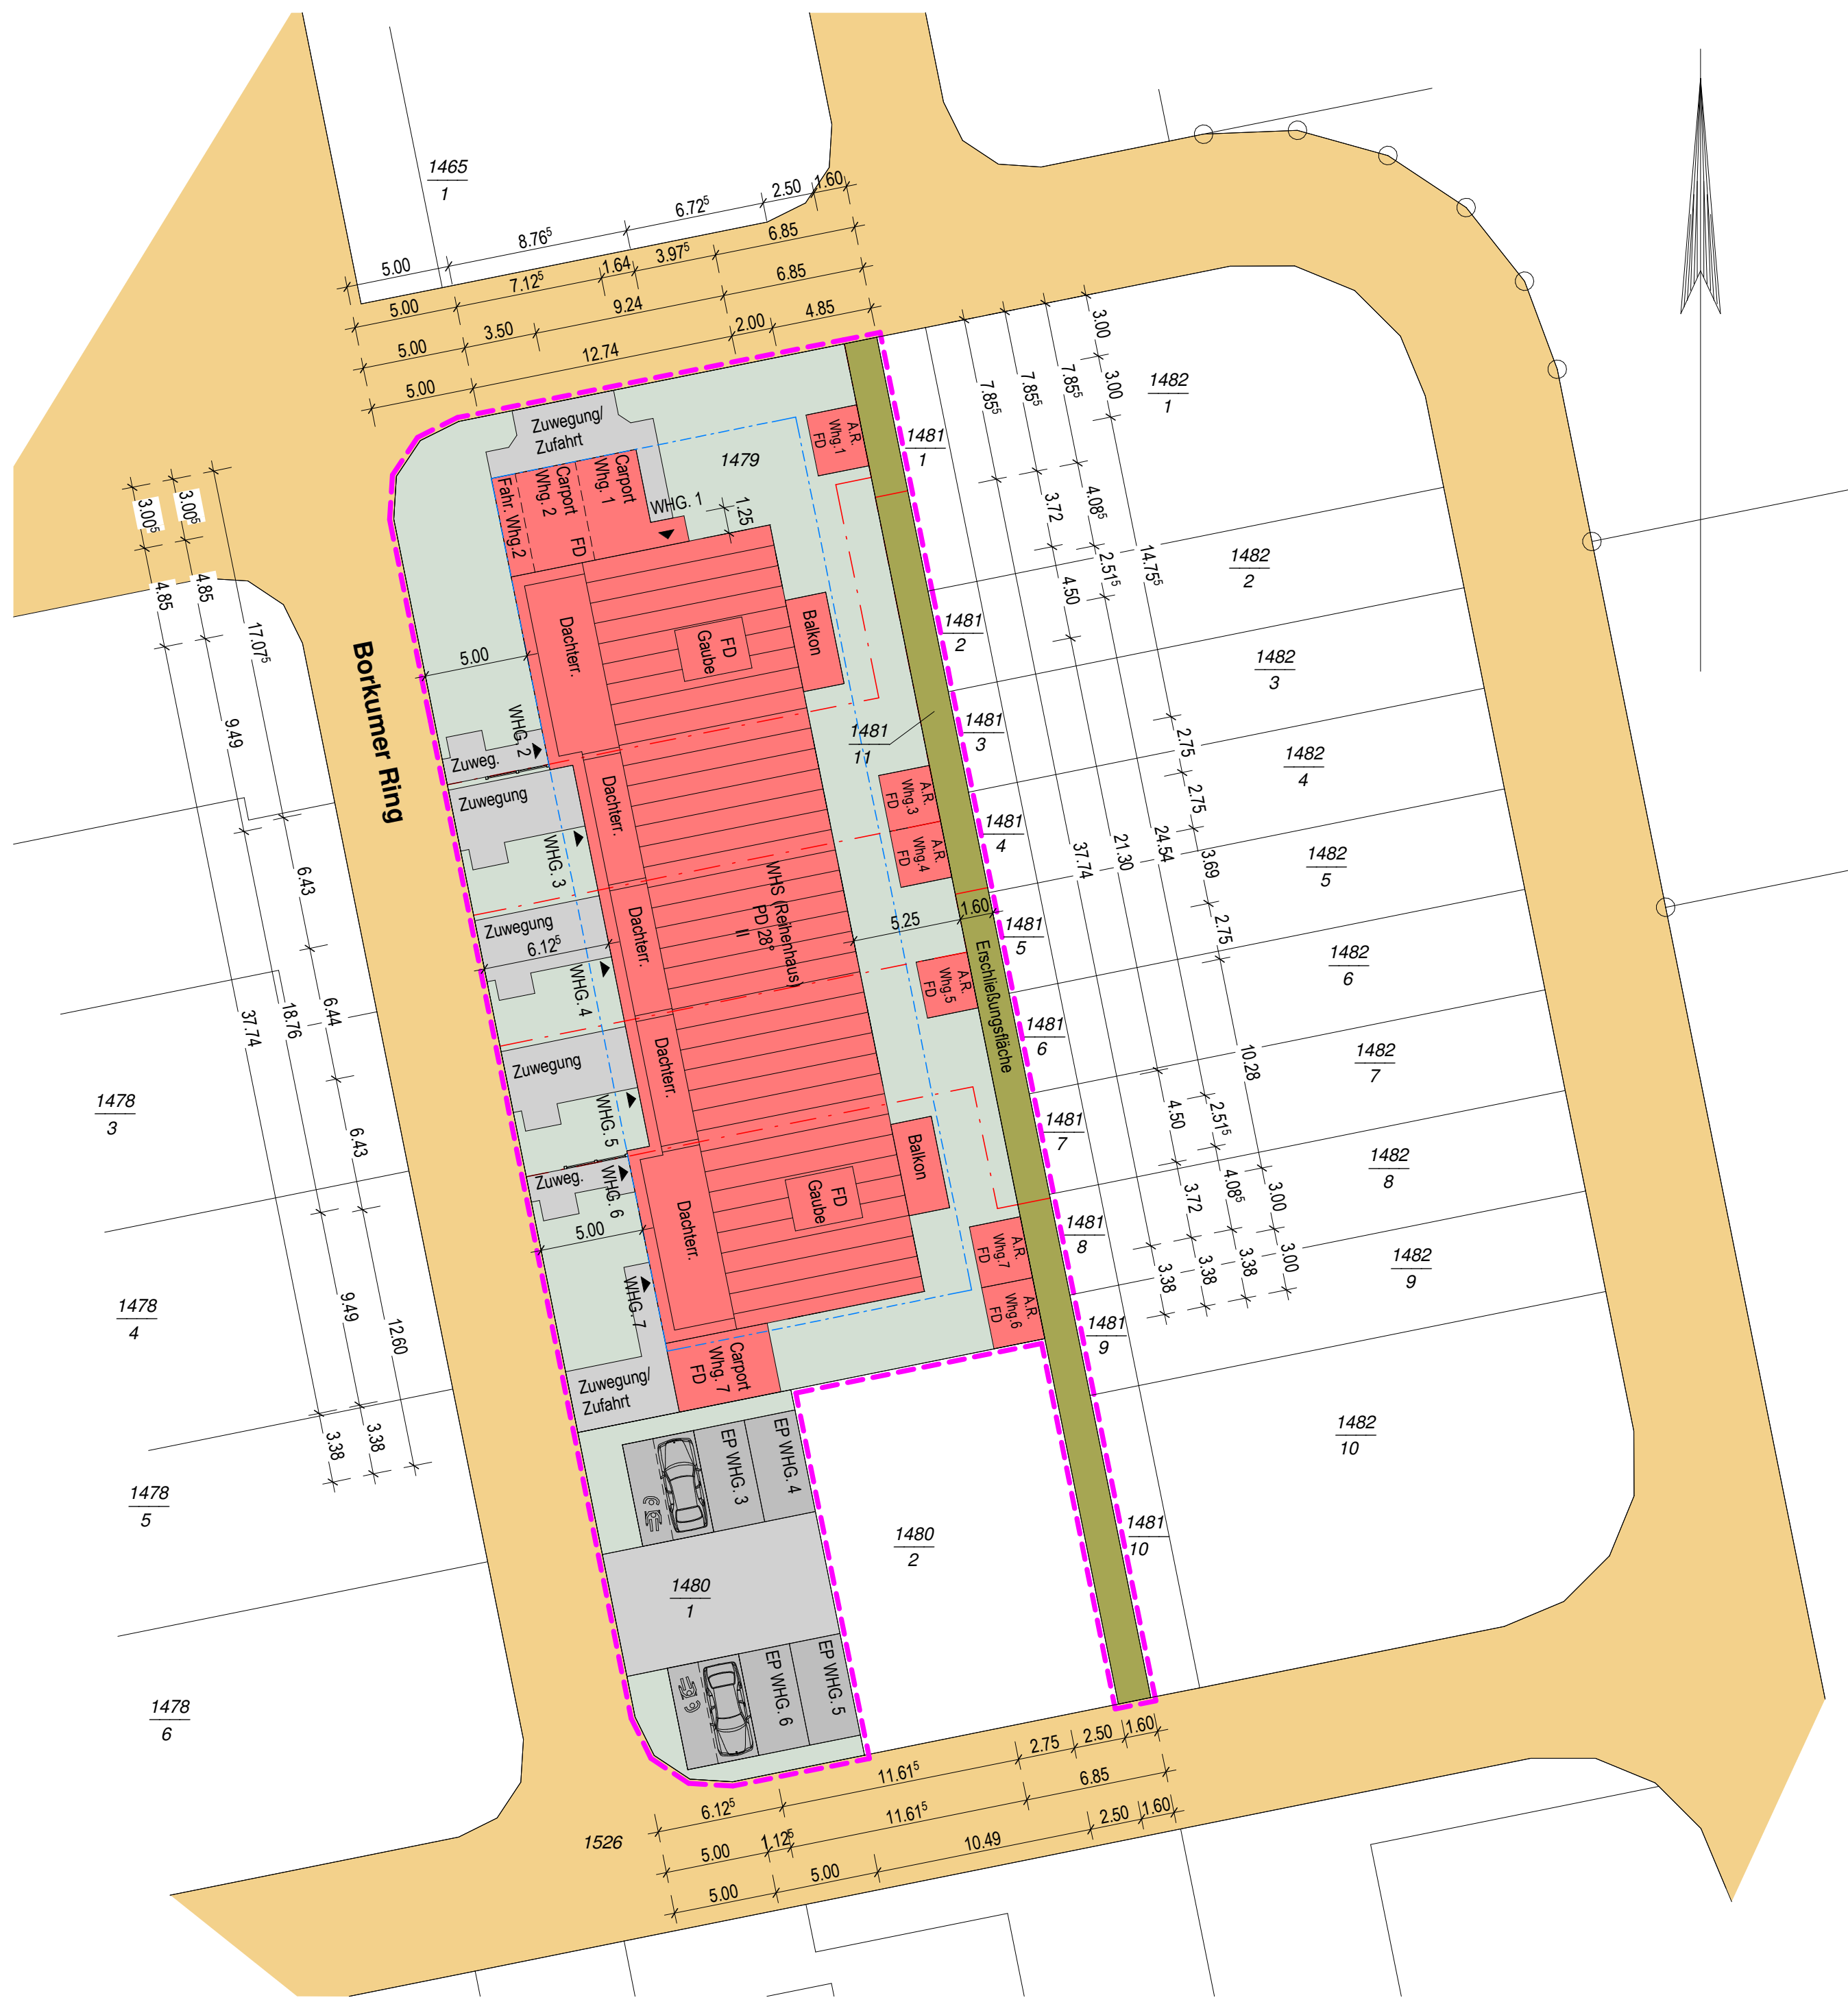 1465
1
5.00
8.76⁵
6.72⁵
2.50
1.60
5.00
7.12⁵
1.64
3.97⁵
6.85
5.00
3.50
9.24
6.85
5.00
12.74
2.00
4.85
Zuwegung/
Zufahrt
1479
A.R.
Whg.1
FD
Carport
Whg. 1
Carport
Whg. 2
FD
Fahr. Whg.2
WHG. 1
1.25
Dachterr.
FD
Gaube
Balkon
5.00
WHG. 2
Zuweg.
Borkumer Ring
Zuwegung
WHG. 3
Dachterr.
Zuwegung
6.12⁵
WHG. 4
Dachterr.
WHS (Reihenhaus)
PD 28°
II
5.25
1.60
Erschließungsfläche
A.R.
Whg.3
FD
A.R.
Whg.4
FD
A.R.
Whg.5
FD
Zuwegung
WHG. 5
Dachterr.
Zuweg.
WHG. 6
5.00
Dachterr.
FD
Gaube
Balkon
WHG. 7
A.R.
Whg.7
FD
A.R.
Whg.6
FD
Zuwegung/
Zufahrt
Carport
Whg. 7
FD
EP WHG. 3
EP WHG. 4
1480
1
1480
2
EP WHG. 6
EP WHG. 5
1481
1
1481
2
1481
3
1481
11
1481
4
1481
5
1481
6
1481
7
1481
8
1481
9
1481
10
1482
1
1482
2
1482
3
1482
4
1482
5
1482
6
1482
7
1482
8
1482
9
1482
10
7.85⁵
37.74
3.38
7.85⁵
3.72
4.50
21.30
4.50
3.72
3.38
7.85⁵
4.08⁵
2.51⁵
24.54
2.51⁵
4.08⁵
3.38
3.00
3.00
14.75⁵
2.75
2.75
3.69
2.75
10.28
3.00
3.00
3.00⁵
4.85
37.74
3.38
3.00⁵
4.85
9.49
18.76
9.49
3.38
17.07⁵
6.43
6.44
6.43
12.60
1478
3
1478
4
1478
5
1478
6
1526
6.12⁵
11.61⁵
2.75
2.50
1.60
5.00
1.12⁵
11.61⁵
6.85
5.00
5.00
10.49
2.50
1.60